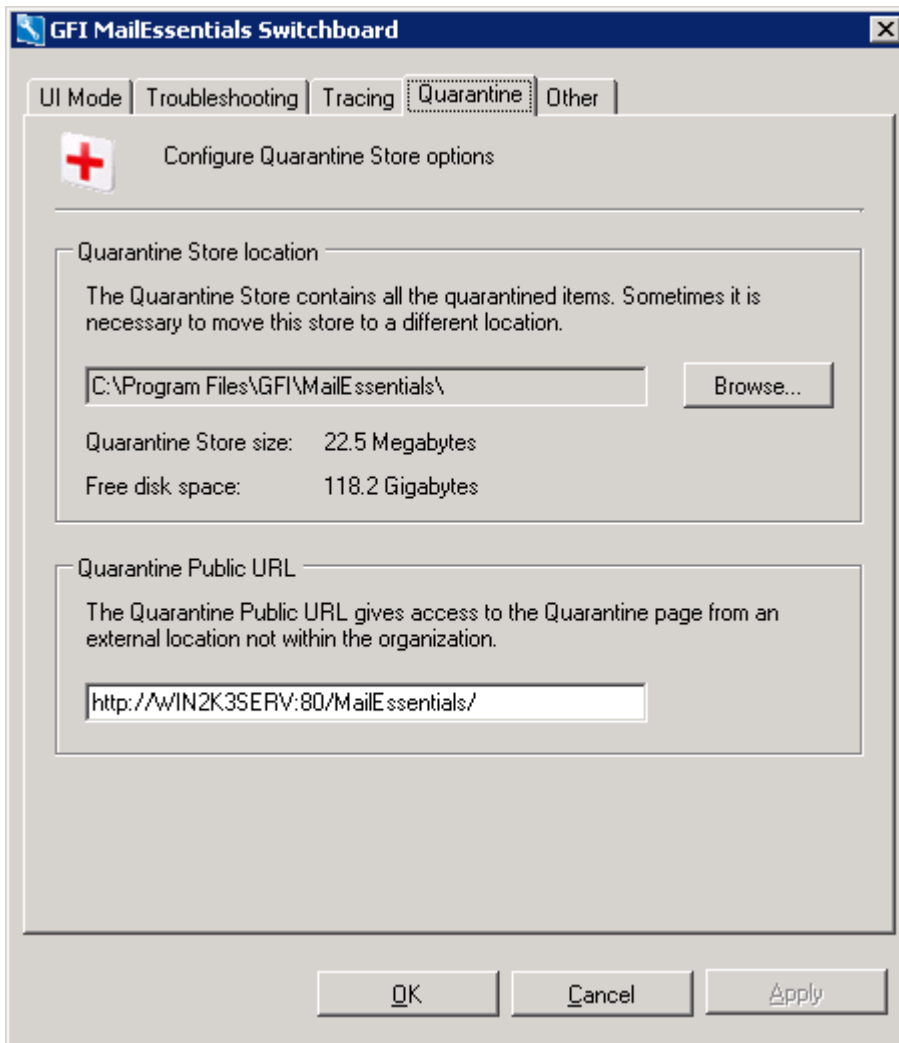 GFI MailEssentials Switchboard
UI Mode Troubleshooting Tracing Quarantine Other
Configure Quarantine Store options
Quarantine Store location
The Quarantine Store contains all the quarantined items. Sometimes it is
necessary to move this store to a different location.
C:\Program Files\GFI\MailEssentials\ Browse...
Quarantine Store size: 22.5 Megabytes
Free disk space: 118.2 Gigabytes
Quarantine Public URL
The Quarantine Public URL gives access to the Quarantine page from an
external location not within the organization.
http://WIN2K3SERV:80/MailEssentials/
OK Cancel Apply